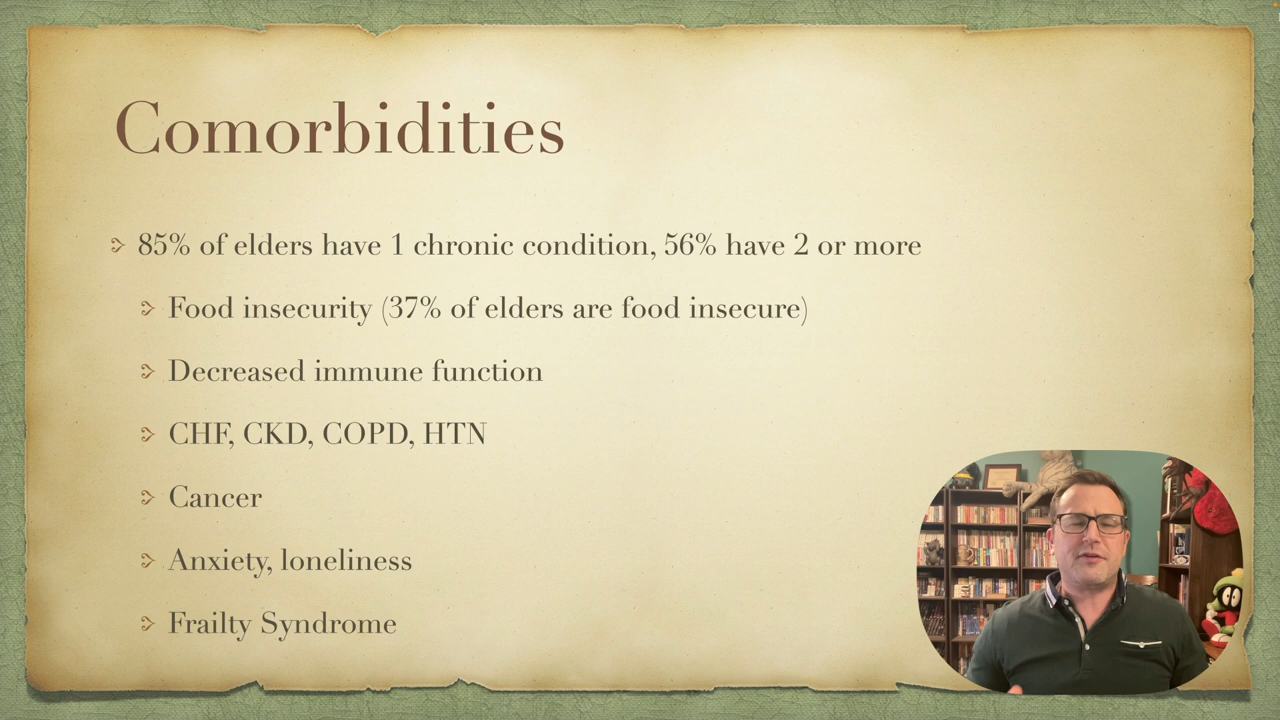 Comorbidities
85% of elders have 1 chronic condition, 56% have 2 or more
Food insecurity (37% of elders are food insecure)
Decreased immune function
CHF, CKD, COPD, HTN
Cancer
Anxiety, loneliness
Frailty Syndrome